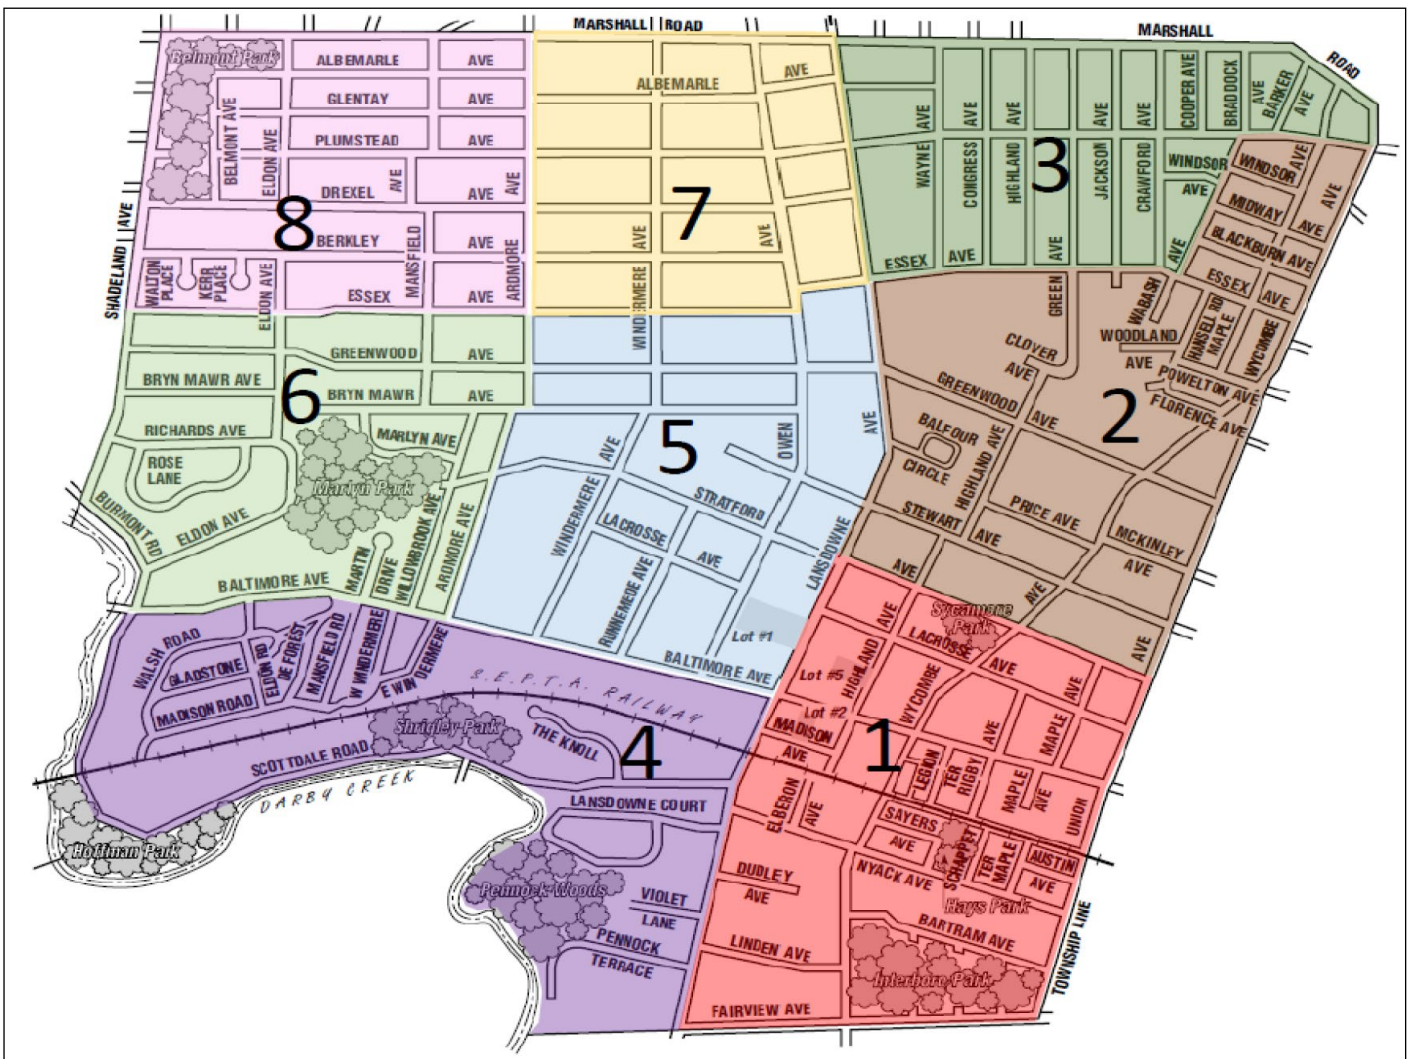 MARSHALL ROAD
MARSHALL
ROAD
Belmont Park
ALBEMARLE
AVE
GLENTAY
AVE
PLUMSTEAD
AVE
BELMONT AVE
ELDON AVE
DREXEL
AVE
AVE
8
BERKLEY
AVE
MANSFIELD
ARDMORE
WALTON
PLACE
KERR
PLACE
ELDON AVE
ESSEX
AVE
SHADELAND AVE
ALBEMARLE
AVE
7
AVE
AVE
WINDERMERE
3
AVE
WAYNE
AVE
CONGRESS
AVE
HIGHLAND
AVE
AVE
JACKSON
AVE
CRAWFORD
COOPER AVE
BRADDOCK
AVE
BARKER
AVE
WINDSOR
AVE
AVE
ESSEX
AVE
WINDSOR
AVE
MIDWAY
AVE
AVE
BLACKBURN AVE
ESSEX
AVE
GREEN
WABASH
HANSELL RD
MAPLE
WYCOMBE
WOODLAND
AVE
CLOVER
AVE
POWELTON AVE
FLORENCE AVE
2
GREENWOOD
AVE
BALFOUR
CIRCLE
HIGHLAND AVE
STEWART
AVE
PRICE AVE
MCKINLEY
AVE
AVE
AVE
AVE
GREENWOOD
AVE
BRYN MAWR AVE
6
BRYN MAWR
AVE
RICHARDS AVE
MARLYN AVE
ROSE
LANE
Marlyn Park
BURMONT RD
ELDON AVE
BALTIMORE AVE
MARTIN
DRIVE
WILLOWBROOK AVE
ARDMORE AVE
5
OWEN
AVE
AVE
WINDERMERE
STRATFORD
LACROSSE
AVE
LANSDOWNE
RUNNEMEDE AVE
Lot #1
BALTIMORE AVE
WALSH ROAD
GLADSTONE
ELDON RD
DE FOREST
MANSFIELD RD
W WINDERMERE
E WINDERMERE
MADISON ROAD
S.E.P.T.A. RAILWAY
Shrigley Park
SCOTTDALE ROAD
THE KNOLL
4
DARBY CREEK
Hoffman Park
LANSDOWNE COURT
Pennock Woods
VIOLET
LANE
PENNOCK
TERRACE
Sycamore
Park
AVE
LACROSSE
AVE
Lot #5
HIGHLAND
WYCOMBE
AVE
Lot #2
MADISON
AVE
1
AVE
MAPLE
LEGION
TER
RIGBY
MAPLE
AVE
UNION
ELBERON
AVE
SAYERS
AVE
SCHAPPET
TER
MAPLE
AUSTIN
AVE
DUDLEY
AVE
NYACK AVE
Hays Park
BARTRAM AVE
LINDEN AVE
Interboro Park
FAIRVIEW AVE
TOWNSHIP LINE